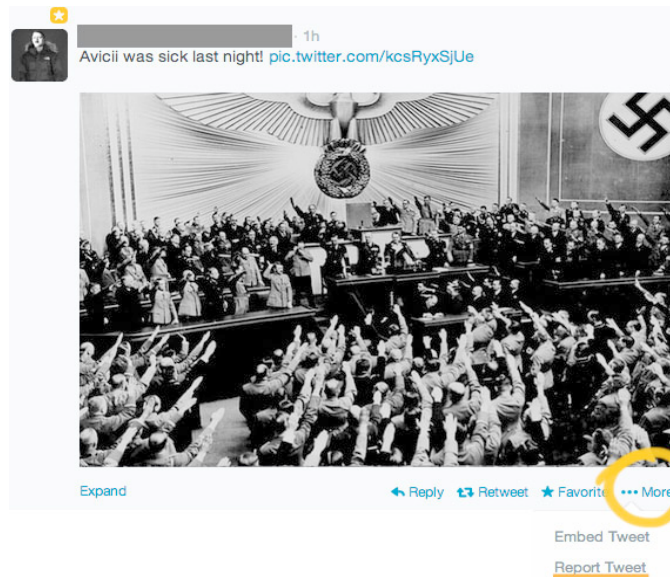 1h
Avicii was sick last night! pic.twitter.com/kcsRyxSjUe
Expand
Reply Retweet Favorite ••• More
Embed Tweet
Report Tweet